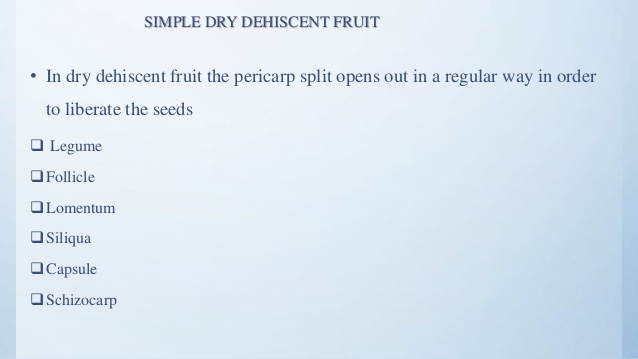 SIMPLE DRY DEHISCENT FRUIT
• In dry dehiscent fruit the pericarp split opens out in a regular way in order
to liberate the seeds
❑ Legume
❑Follicle
❑Lomentum
❑Siliqua
❑Capsule
❑Schizocarp